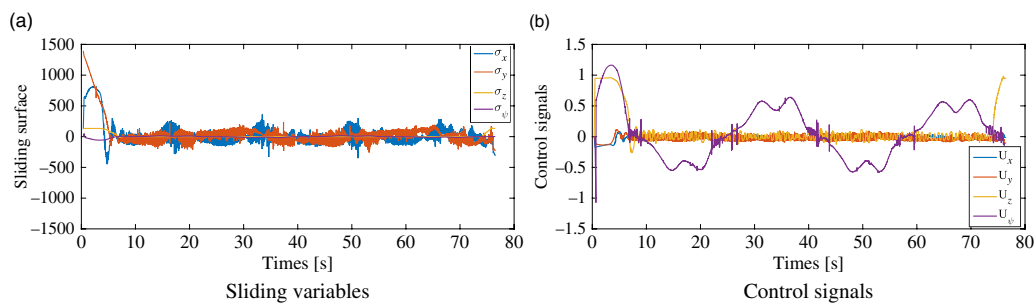 (a)
1500
1000
500
0
−500
−1000
−1500
Sliding surface
0 10 20 30 40 50 60 70 80
Times [s]
σx
σy
σz
σψ
Sliding variables
(b)
1.5
1
0.5
0
−0.5
−1
−1.5
Control signals
0 10 20 30 40 50 60 70 80
Times [s]
Ux
Uy
Uz
Uψ
Control signals